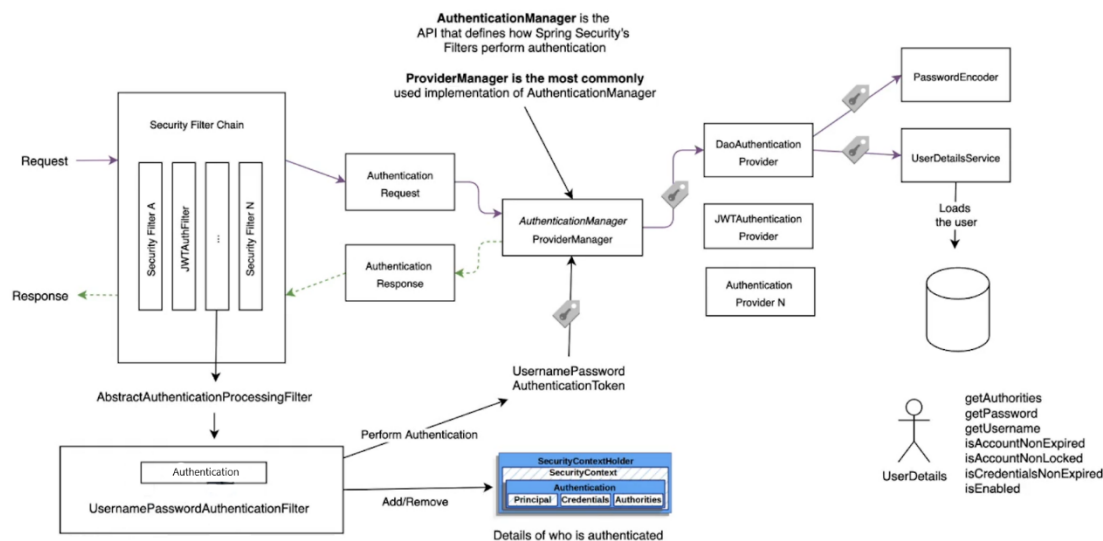 AuthenticationManager is the
API that defines how Spring Security's
Filters perform authentication
ProviderManager is the most commonly
used implementation of AuthenticationManager
Request
Response
Security Filter Chain
Security Filter A
JWTAuthFilter
...
Security Filter N
Authentication
Request
Authentication
Response
AuthenticationManager
ProviderManager
DaoAuthentication
Provider
JWTAuthentication
Provider
Authentication
Provider N
PasswordEncoder
UserDetailsService
Loads
the user
AbstractAuthenticationProcessingFilter
UsernamePassword
AuthenticationToken
Authentication
UsernamePasswordAuthenticationFilter
Perform Authentication
Add/Remove
SecurityContextHolder
SecurityContext
Authentication
Principal
Credentials
Authorities
Details of who is authenticated
UserDetails
getAuthorities
getPassword
getUsername
isAccountNonExpired
isAccountNonLocked
isCredentialsNonExpired
isEnabled